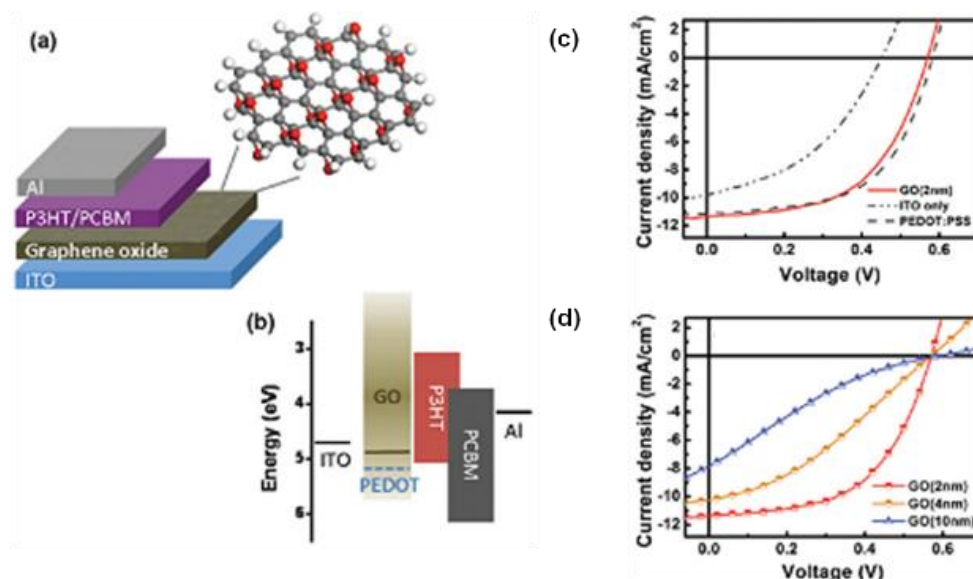 (a)
Al
P3HT/PCBM
Graphene oxide
ITO
(b)
Energy (eV)
3
4
5
6
ITO
GO
PEDOT
P3HT
PCBM
Al
(c)
Current density (mA/cm²)
2
0
-2
-4
-6
-8
-10
-12
GO(2nm)
ITO only
PEDOT:PSS
0.0 0.2 0.4 0.6
Voltage (V)
(d)
Current density (mA/cm²)
2
0
-2
-4
-6
-8
-10
-12
GO(2nm)
GO(4nm)
GO(10nm)
0.0 0.2 0.4 0.6
Voltage (V)